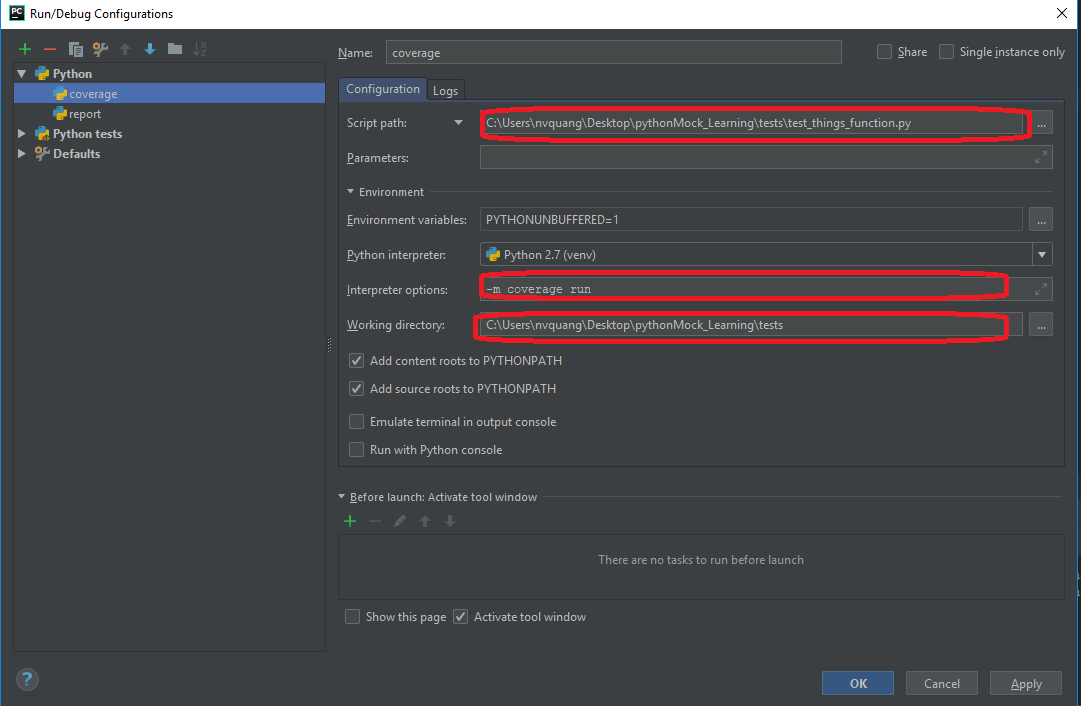 PC Run/Debug Configurations
Name: coverage Share Single instance only
Python
coverage
report
Python tests
Defaults
Configuration Logs
Script path: C:\Users\nvquang\Desktop\pythonMock_Learning\tests\test_things_function.py ...
Parameters:
Environment
Environment variables: PYTHONUNBUFFERED=1 ...
Python interpreter: Python 2.7 (venv)
Interpreter options: -m coverage run
Working directory: C:\Users\nvquang\Desktop\pythonMock_Learning\tests ...
Add content roots to PYTHONPATH
Add source roots to PYTHONPATH
Emulate terminal in output console
Run with Python console
Before launch: Activate tool window
There are no tasks to run before launch
Show this page Activate tool window
? OK Cancel Apply